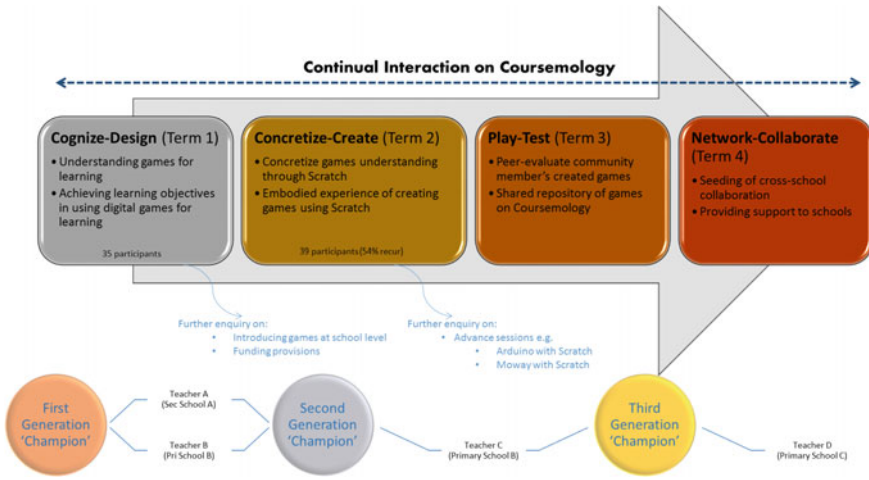 Continual Interaction on Coursemology
Cognize-Design (Term 1)
• Understanding games for
learning
• Achieving learning objectives
in using digital games for
learning
35 participants
Concretize-Create (Term 2)
• Concretize games understanding
through Scratch
• Embodied experience of creating
games using Scratch
39 participants (54% recur)
Play-Test (Term 3)
• Peer-evaluate community
member's created games
• Shared repository of games
on Coursemology
Network-Collaborate
(Term 4)
• Seeding of cross-school
collaboration
• Providing support to schools
Further enquiry on:
• Introducing games at school level
• Funding provisions
Further enquiry on:
• Advance sessions e.g.
• Arduino with Scratch
• Moway with Scratch
First
Generation
'Champion'
Teacher A
(Sec School A)
Teacher B
(Pri School B)
Second
Generation
'Champion'
Teacher C
(Primary School B)
Third
Generation
'Champion'
Teacher D
(Primary School C)